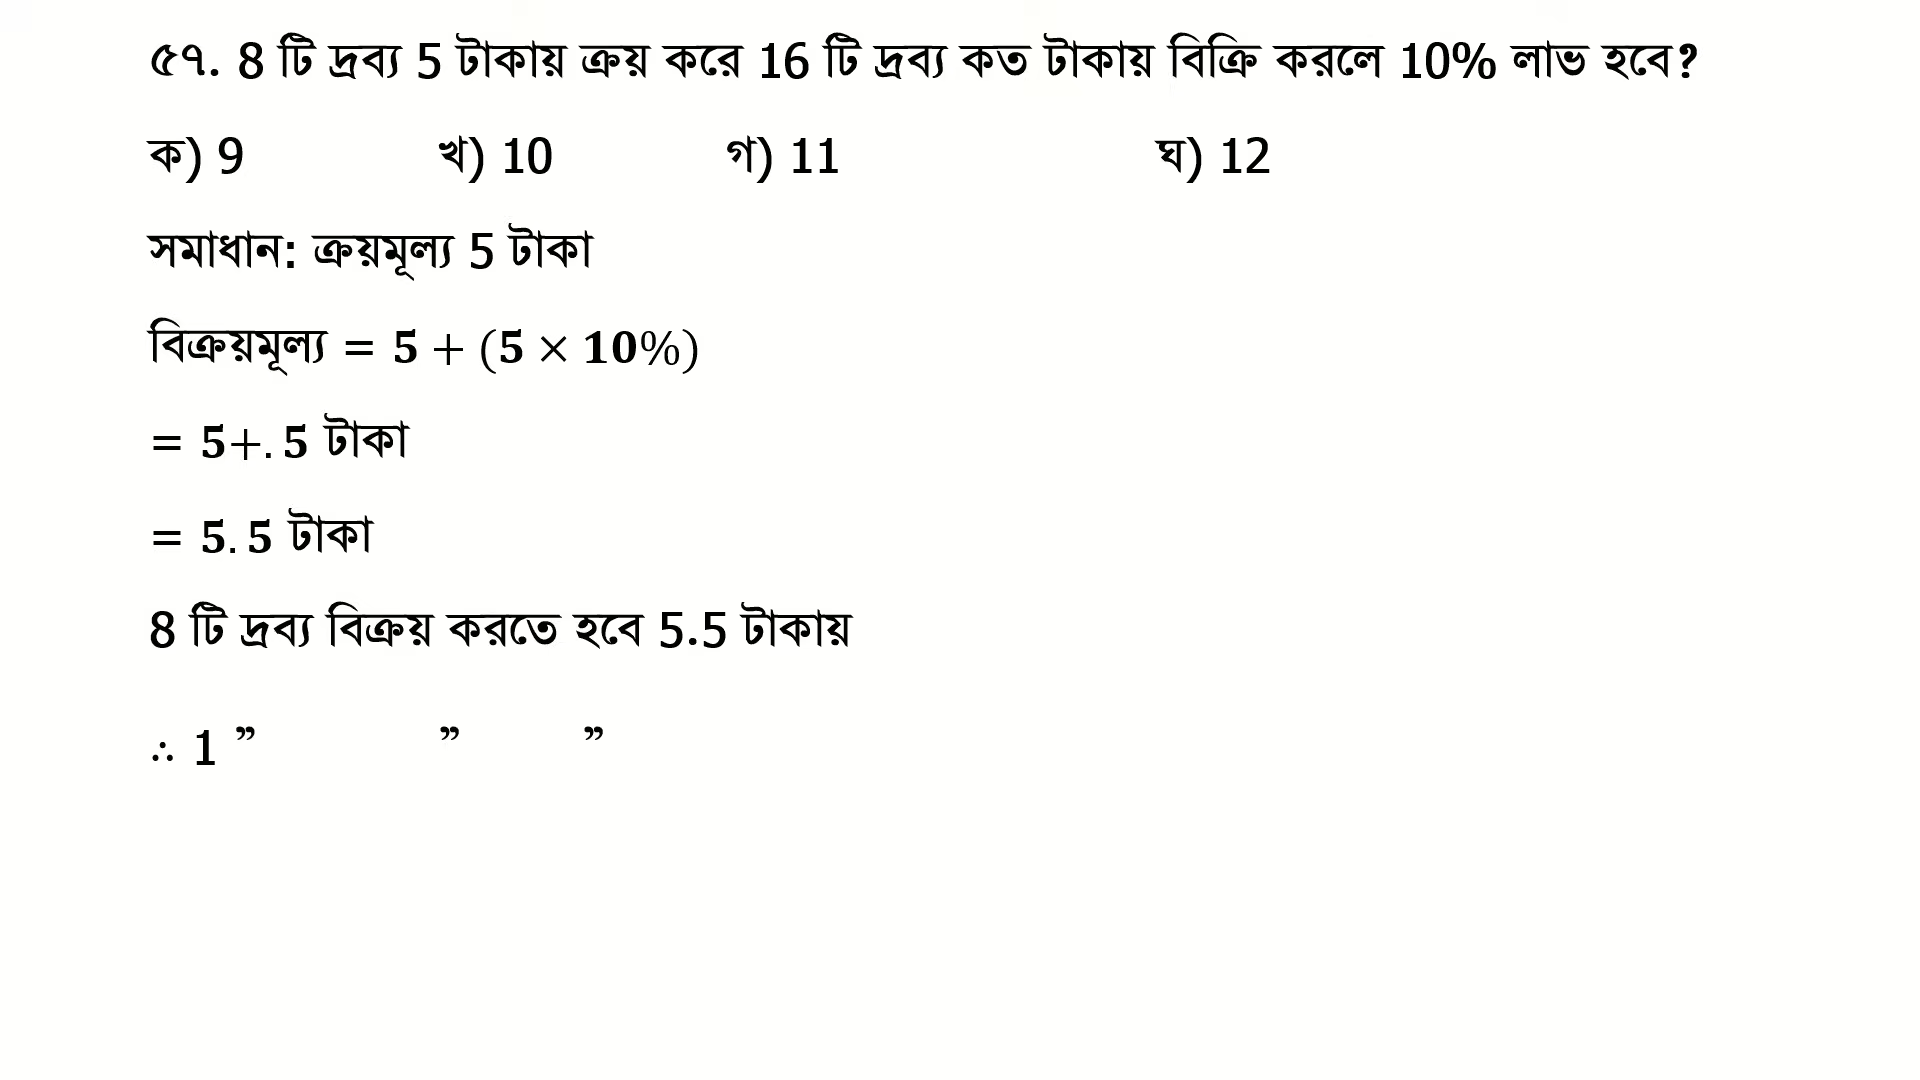 ৫৭. 8 টি দ্রব্য 5 টাকায় ক্রয় করে 16 টি দ্রব্য কত টাকায় বিক্রি করলে 10% লাভ হবে?
ক) 9 খ) 10 গ) 11 ঘ) 12
সমাধান: ক্রয়মূল্য 5 টাকা
বিক্রয়মূল্য = 5 + (5 × 10%)
= 5+. 5 টাকা
= 5. 5 টাকা
8 টি দ্রব্য বিক্রয় করতে হবে 5.5 টাকায়
∴ 1 ” ” ”